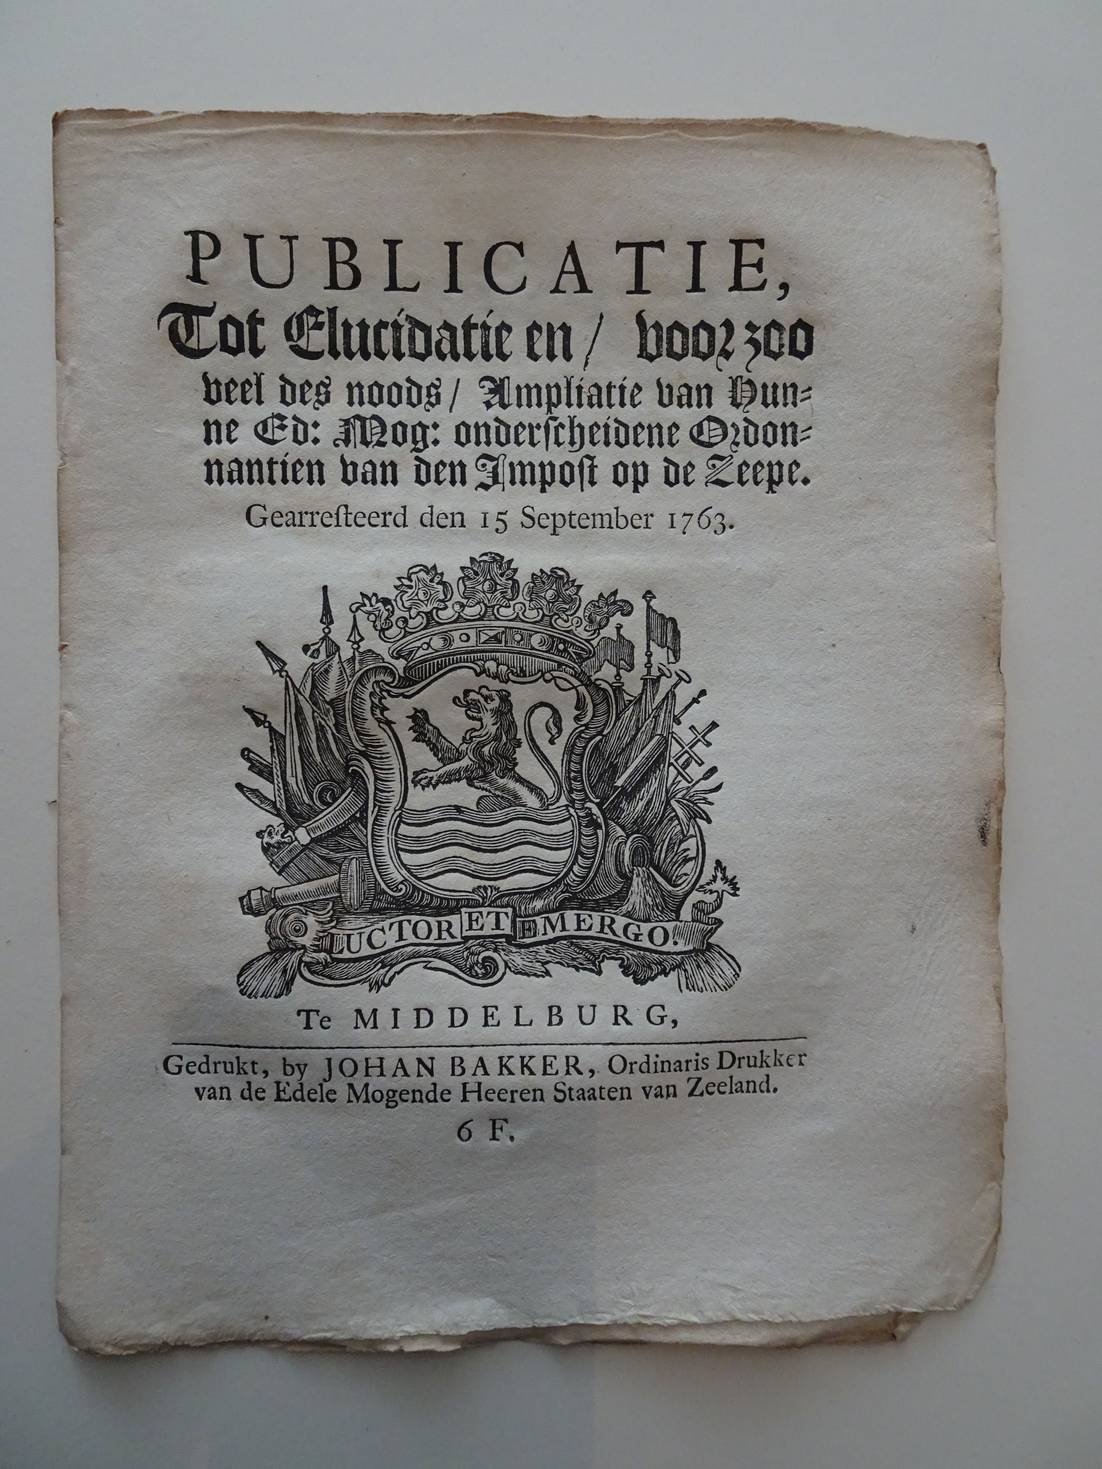 PUBLICATIE,
Tot Elucidatie en / voor zoo
veel des noods / Ampliatie van Hun-
ne Ed: Mog: onderscheidene Ordon-
nantien van den Impost op de Zeepe.
Gearresteerd den 15 September 1763.
LUCTOR ET EMERGO.
Te MIDDELBURG,
Gedrukt, by JOHAN BAKKER, Ordinaris Drukker
van de Edele Mogende Heeren Staaten van Zeeland.
6 F.